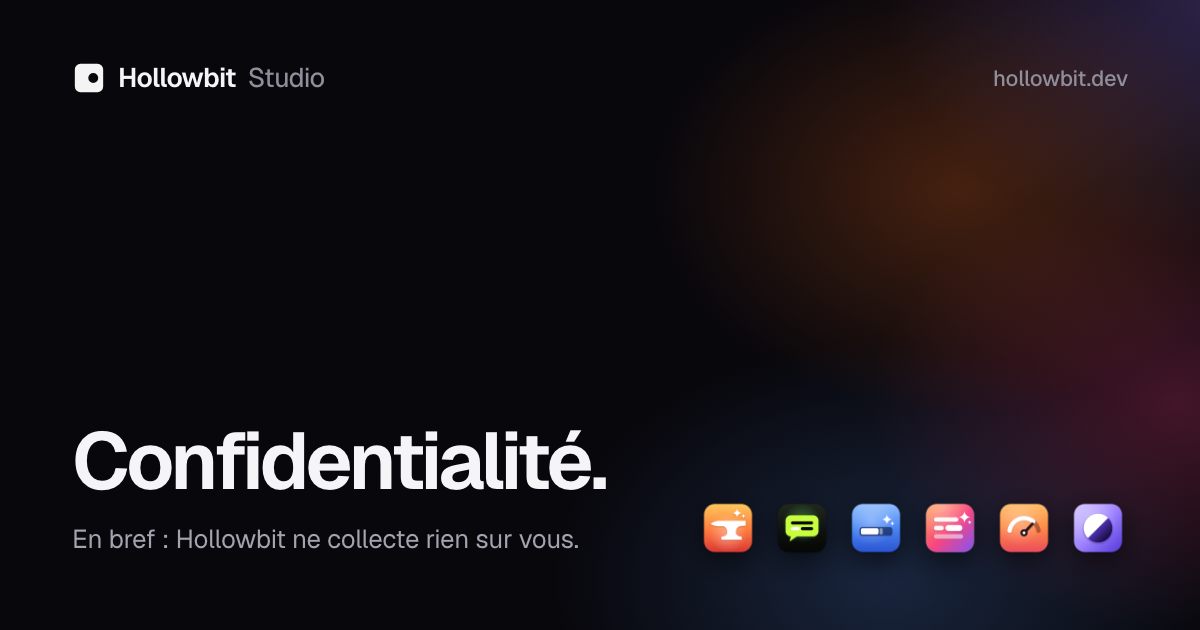 Hollowbit Studio
hollowbit.dev
Confidentialité.
En bref : Hollowbit ne collecte rien sur vous.